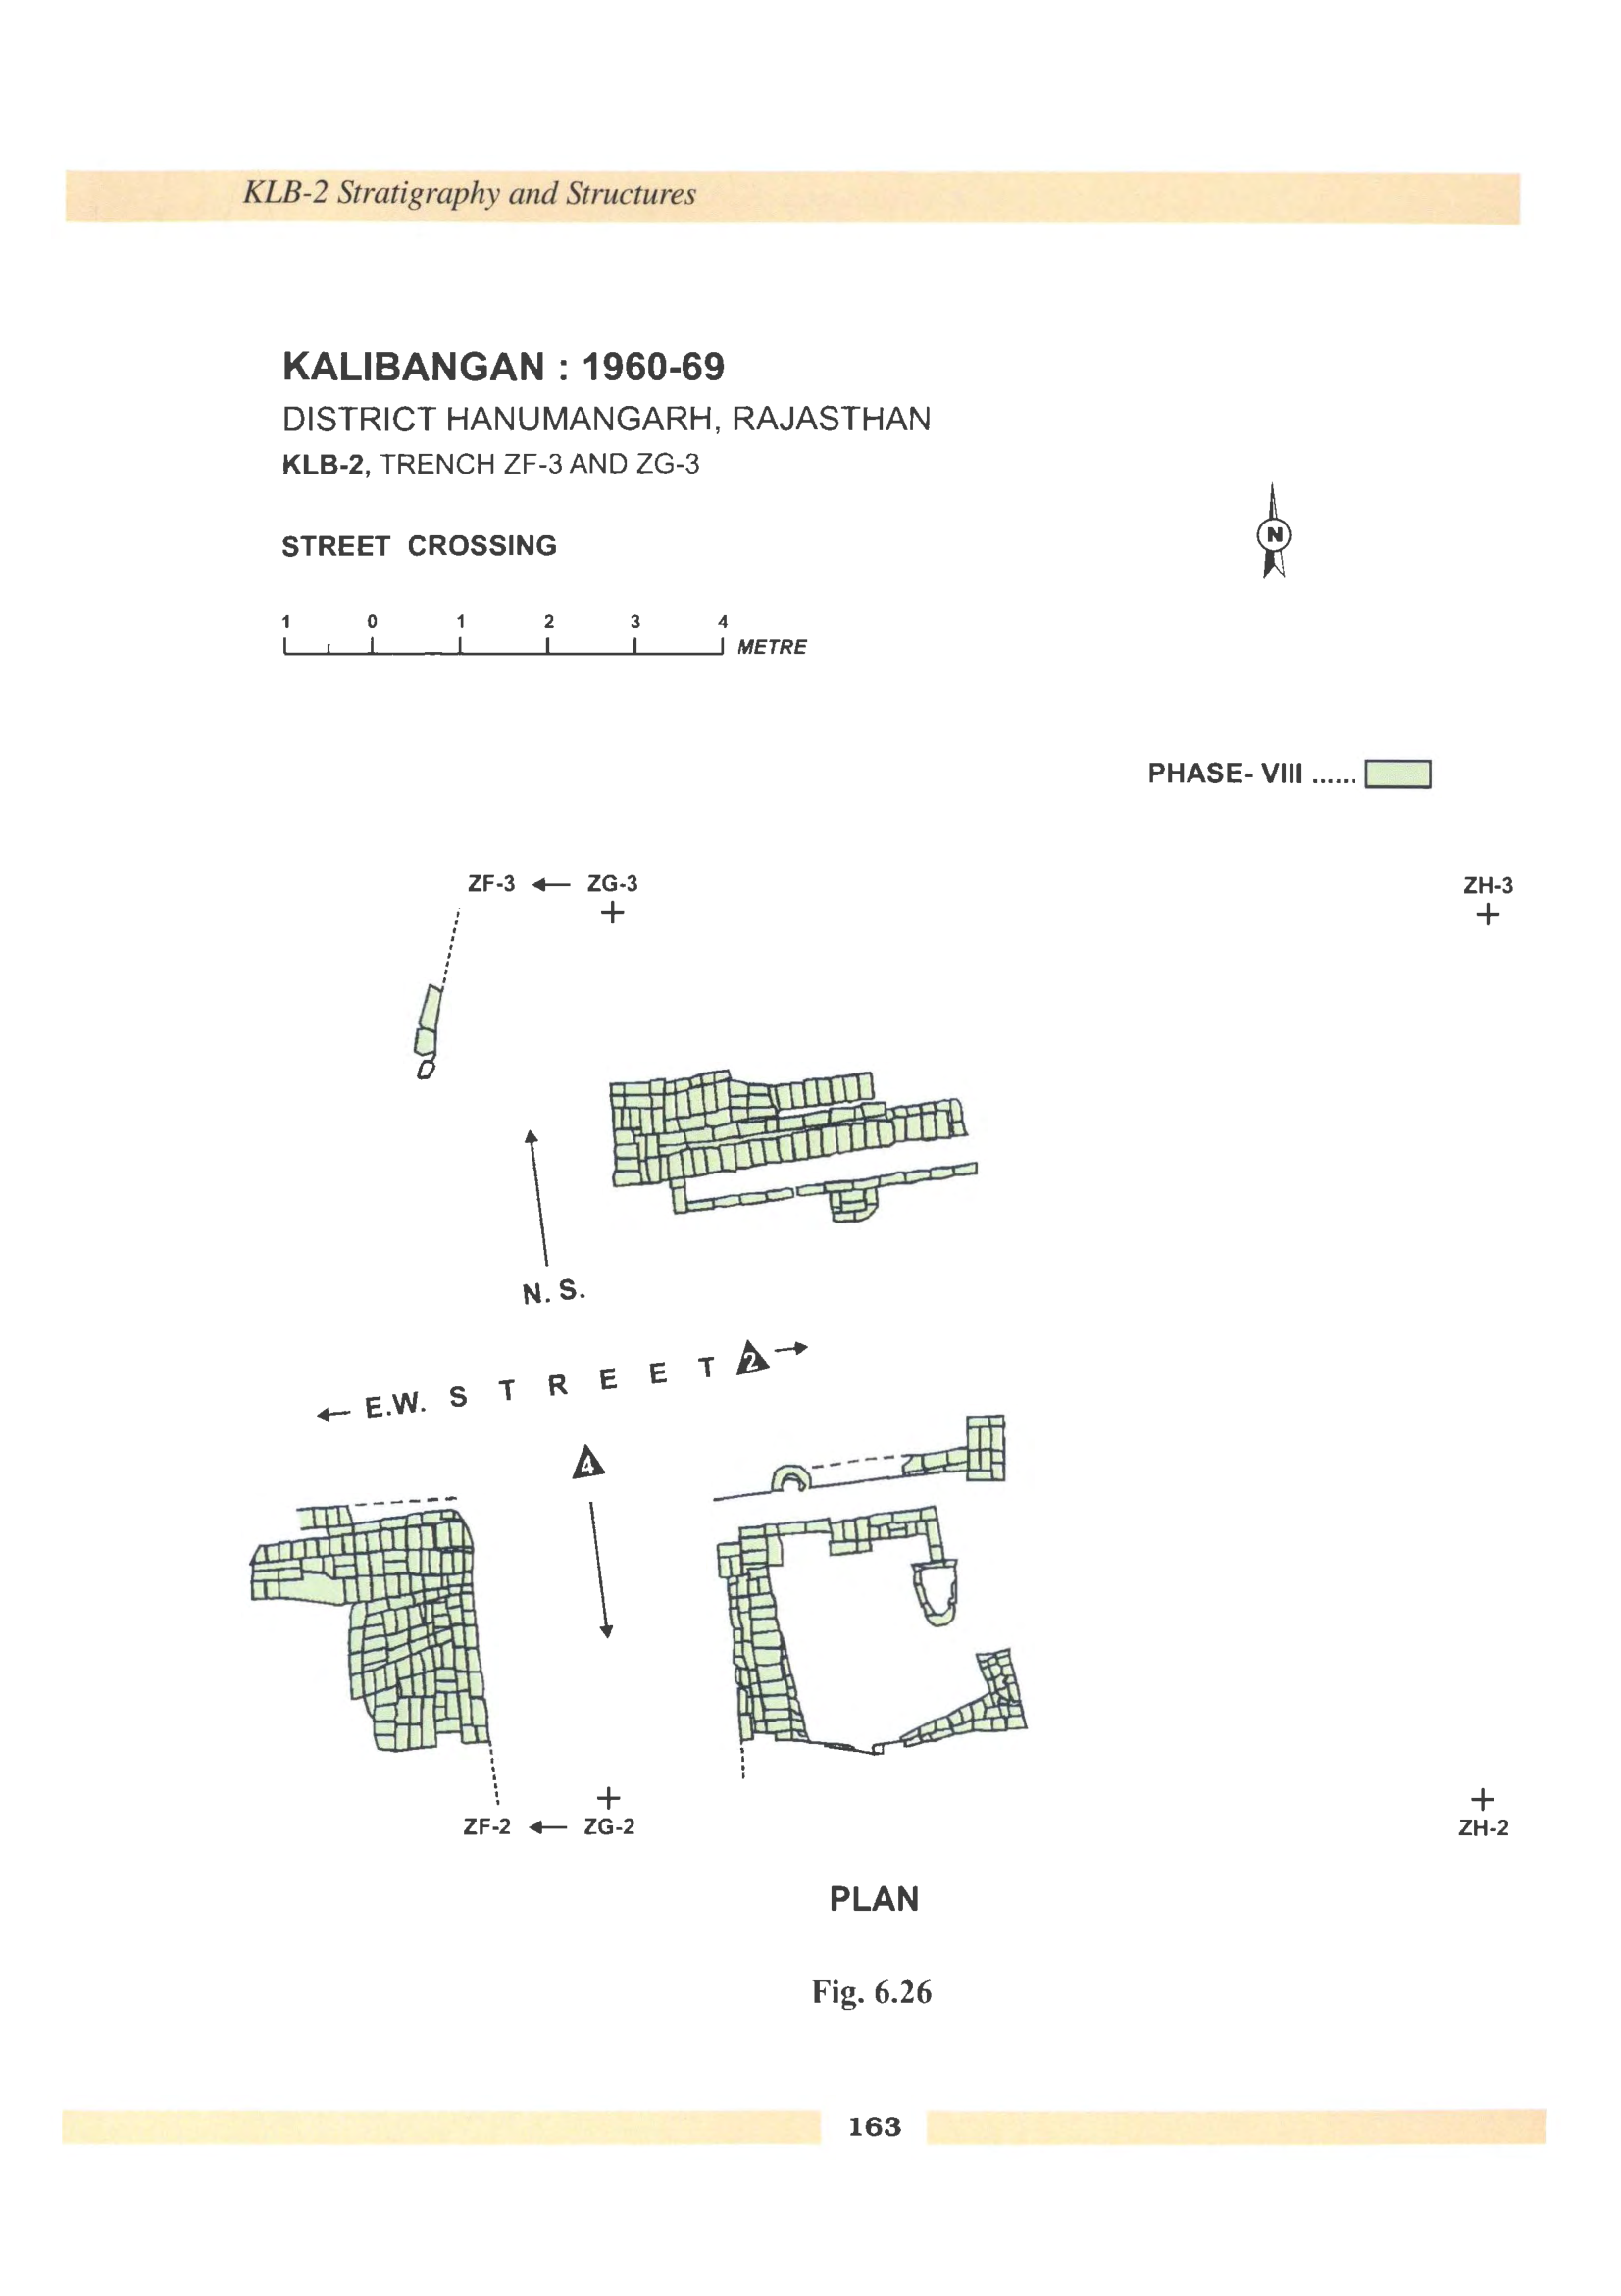 KLB-2 Stratigraphy and Structures
KALIBANGAN : 1960-69
DISTRICT HANUMANGARH, RAJASTHAN
KLB-2, TRENCH ZF-3 AND ZG-3
N
STREET CROSSING
1 0 1 2 3 4
METRE
PHASE- VIII ......
ZF-3 ← ZG-3
ZH-3
N. S.
← E.W. S T R E E T 2 →
4
ZF-2 ← ZG-2
ZH-2
PLAN
Fig. 6.26
163